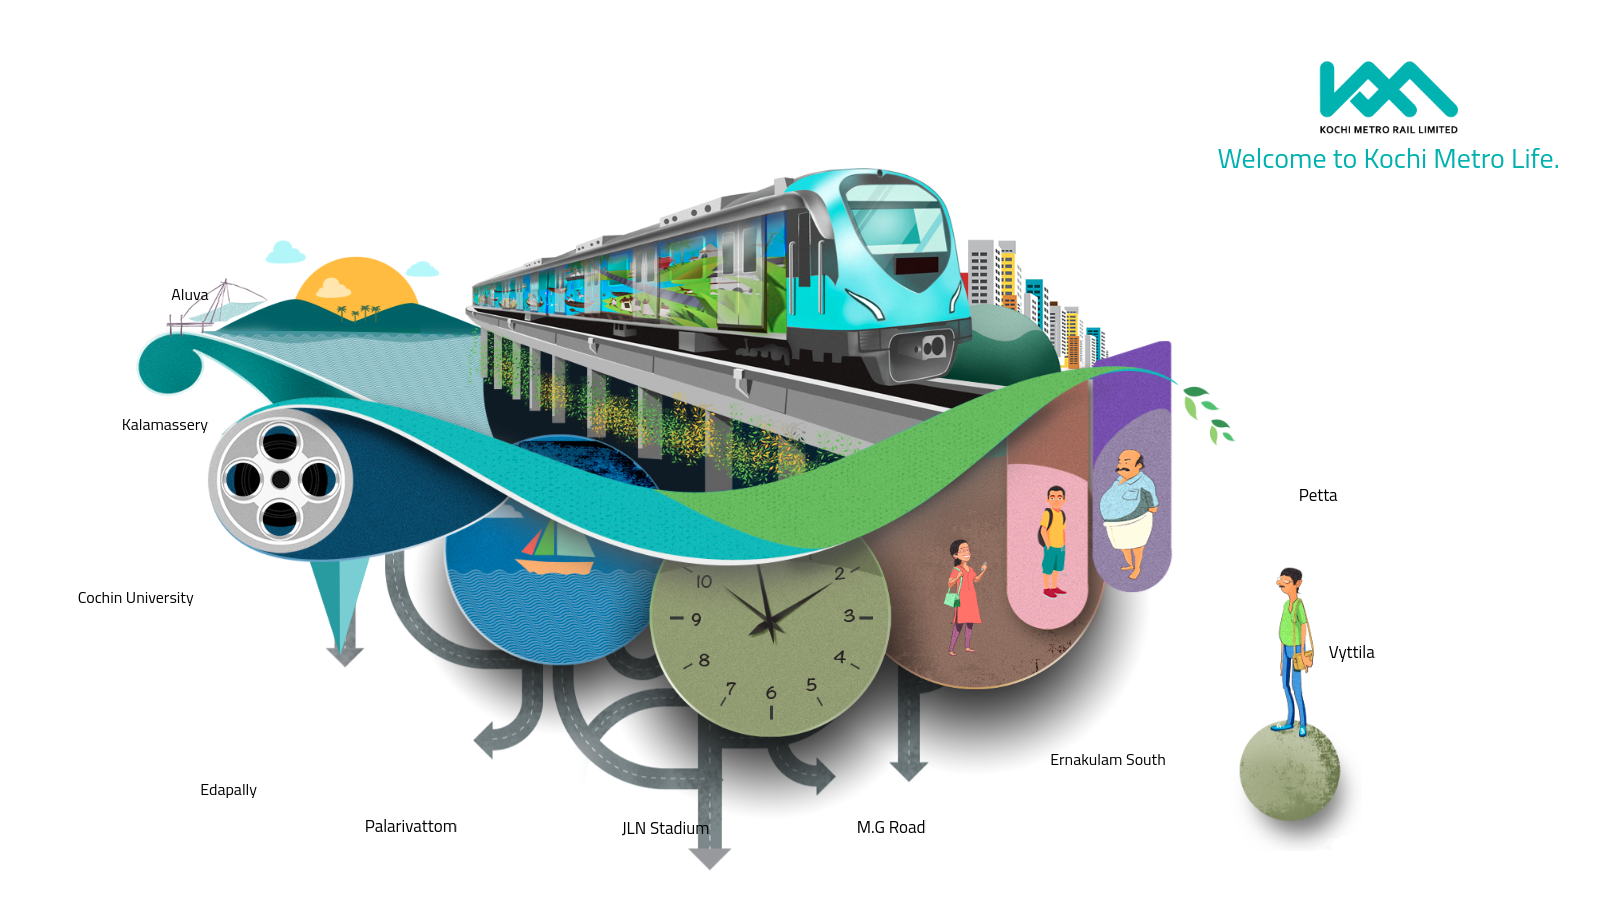 KOCHI METRO RAIL LIMITED
Welcome to Kochi Metro Life.
Aluva
Kalamassery
Petta
Cochin University
Vyttila
Ernakulam South
Edapally
Palarivattom
JLN Stadium
M.G Road
10
2
9
3
8
4
7
6
5